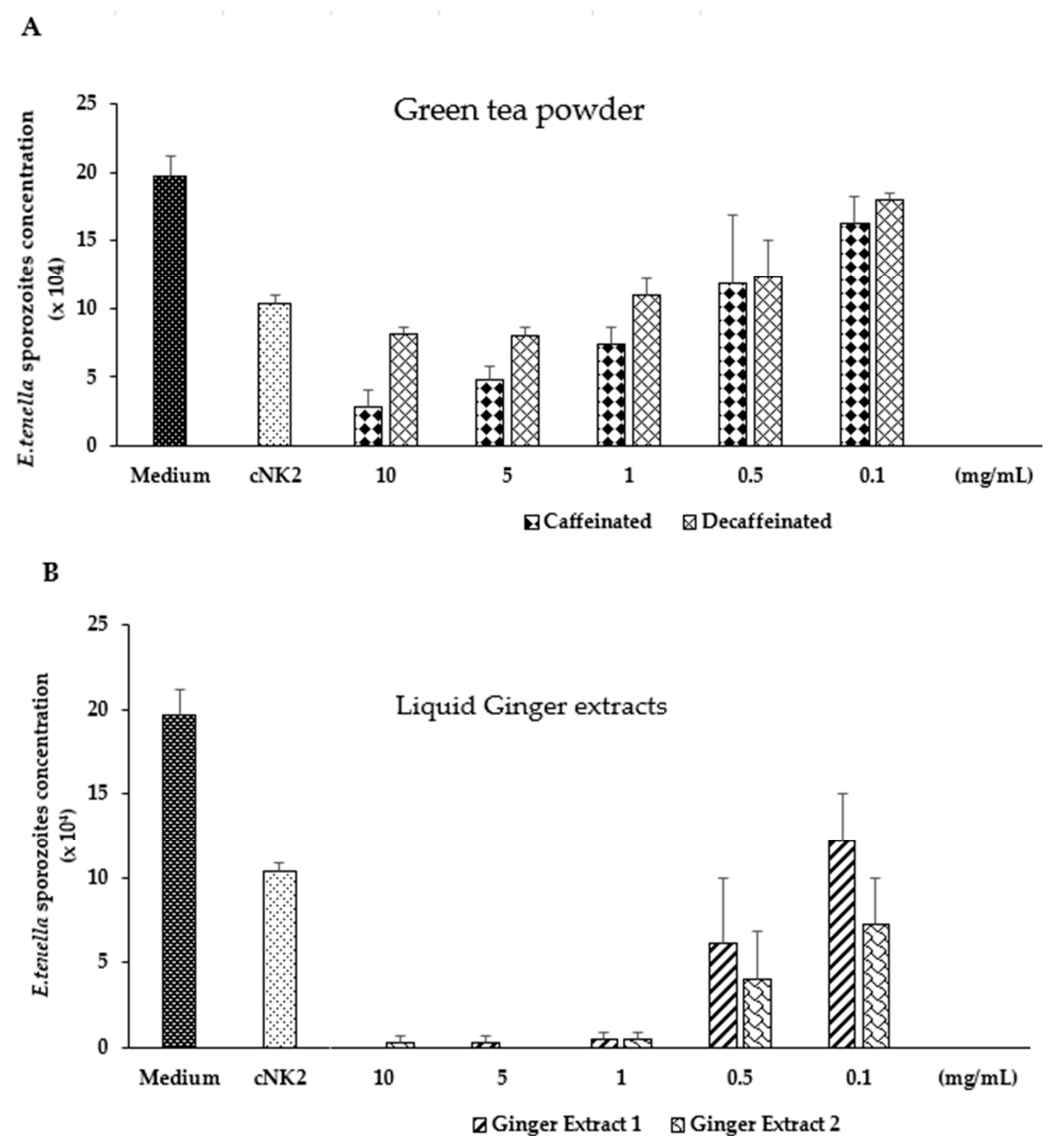 A
Green tea powder
E.tenella sporozoites concentration
(x 104)
25
20
15
10
5
0
Medium cNK2 10 5 1 0.5 0.1 (mg/mL)
Caffeinated Decaffeinated
B
Liquid Ginger extracts
E.tenella sporozoites concentration
(x 10⁴)
25
20
15
10
5
0
Medium cNK2 10 5 1 0.5 0.1 (mg/mL)
Ginger Extract 1 Ginger Extract 2